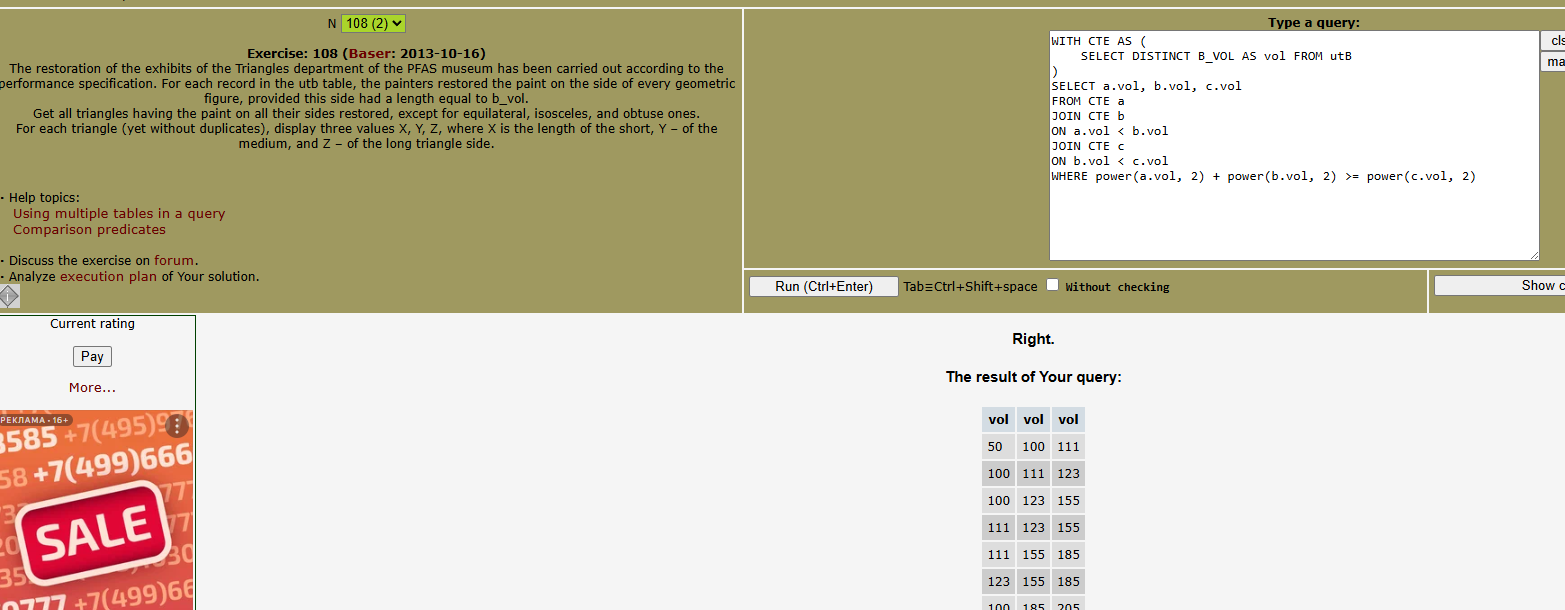 N 108 (2)
Exercise: 108 (Baser: 2013-10-16)
The restoration of the exhibits of the Triangles department of the PFAS museum has been carried out according to the
performance specification. For each record in the utb table, the painters restored the paint on the side of every geometric
figure, provided this side had a length equal to b_vol.
Get all triangles having the paint on all their sides restored, except for equilateral, isosceles, and obtuse ones.
For each triangle (yet without duplicates), display three values X, Y, Z, where X is the length of the short, Y – of the
medium, and Z – of the long triangle side.
· Help topics:
Using multiple tables in a query
Comparison predicates
· Discuss the exercise on forum.
· Analyze execution plan of Your solution.
Type a query:
WITH CTE AS (
    SELECT DISTINCT B_VOL AS vol FROM utB
)
SELECT a.vol, b.vol, c.vol
FROM CTE a
JOIN CTE b
ON a.vol < b.vol
JOIN CTE c
ON b.vol < c.vol
WHERE power(a.vol, 2) + power(b.vol, 2) >= power(c.vol, 2)
cls
ma
Run (Ctrl+Enter) Tab≡Ctrl+Shift+space Without checking
Show c
Current rating
Pay
More...
РЕКЛАМА • 16+
8585 +7(495)976
58 +7(499)666
SALE
9777 +7(499)66
Right.
The result of Your query:
vol vol vol
50 100 111
100 111 123
100 123 155
111 123 155
111 155 185
123 155 185
100 185 205